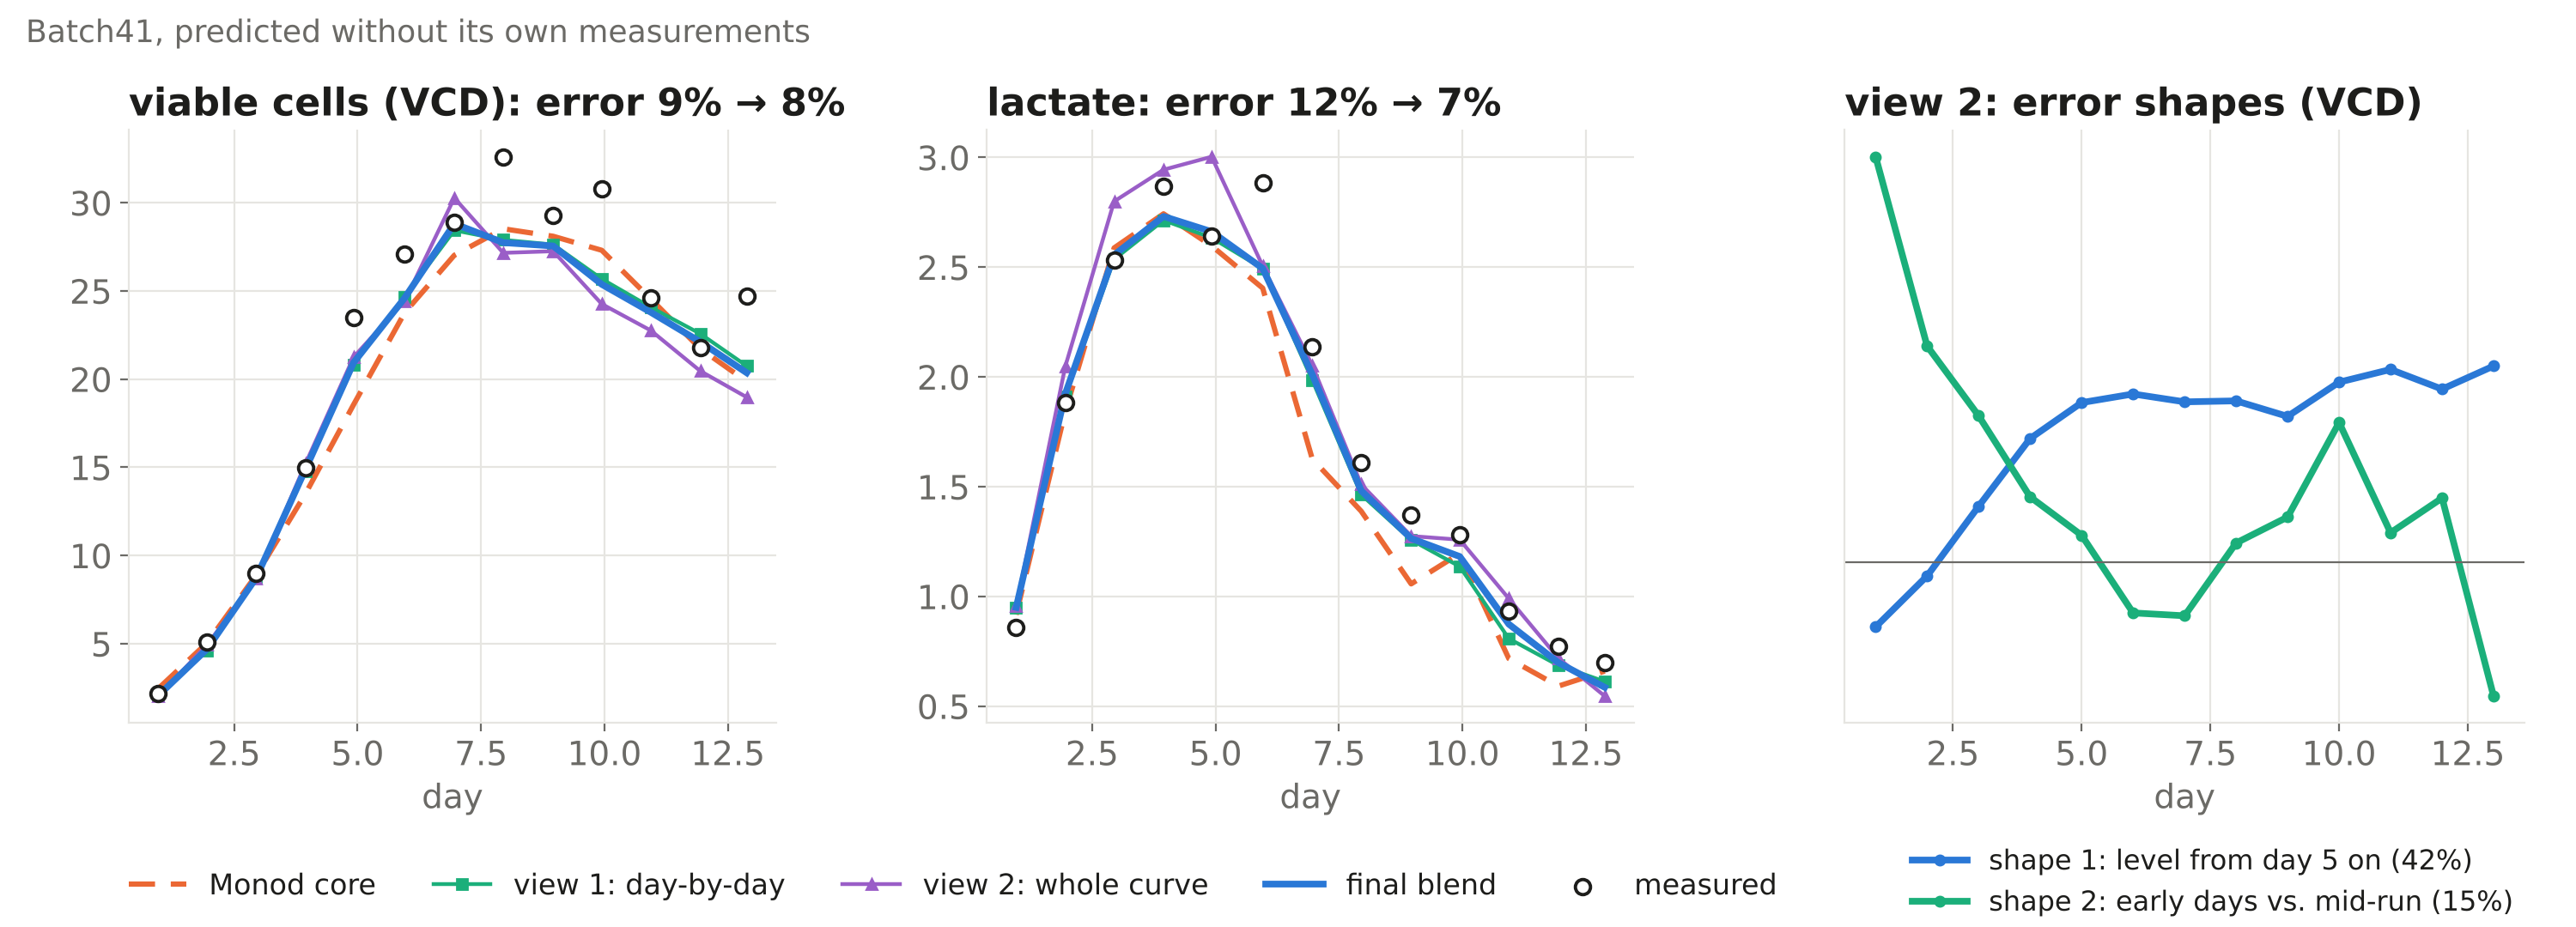 Batch41, predicted without its own measurements
viable cells (VCD): error 9% → 8%
30
25
20
15
10
5
2.5 5.0 7.5 10.0 12.5
day
lactate: error 12% → 7%
3.0
2.5
2.0
1.5
1.0
0.5
2.5 5.0 7.5 10.0 12.5
day
view 2: error shapes (VCD)
2.5 5.0 7.5 10.0 12.5
day
Monod core
view 1: day-by-day
view 2: whole curve
final blend
measured
shape 1: level from day 5 on (42%)
shape 2: early days vs. mid-run (15%)